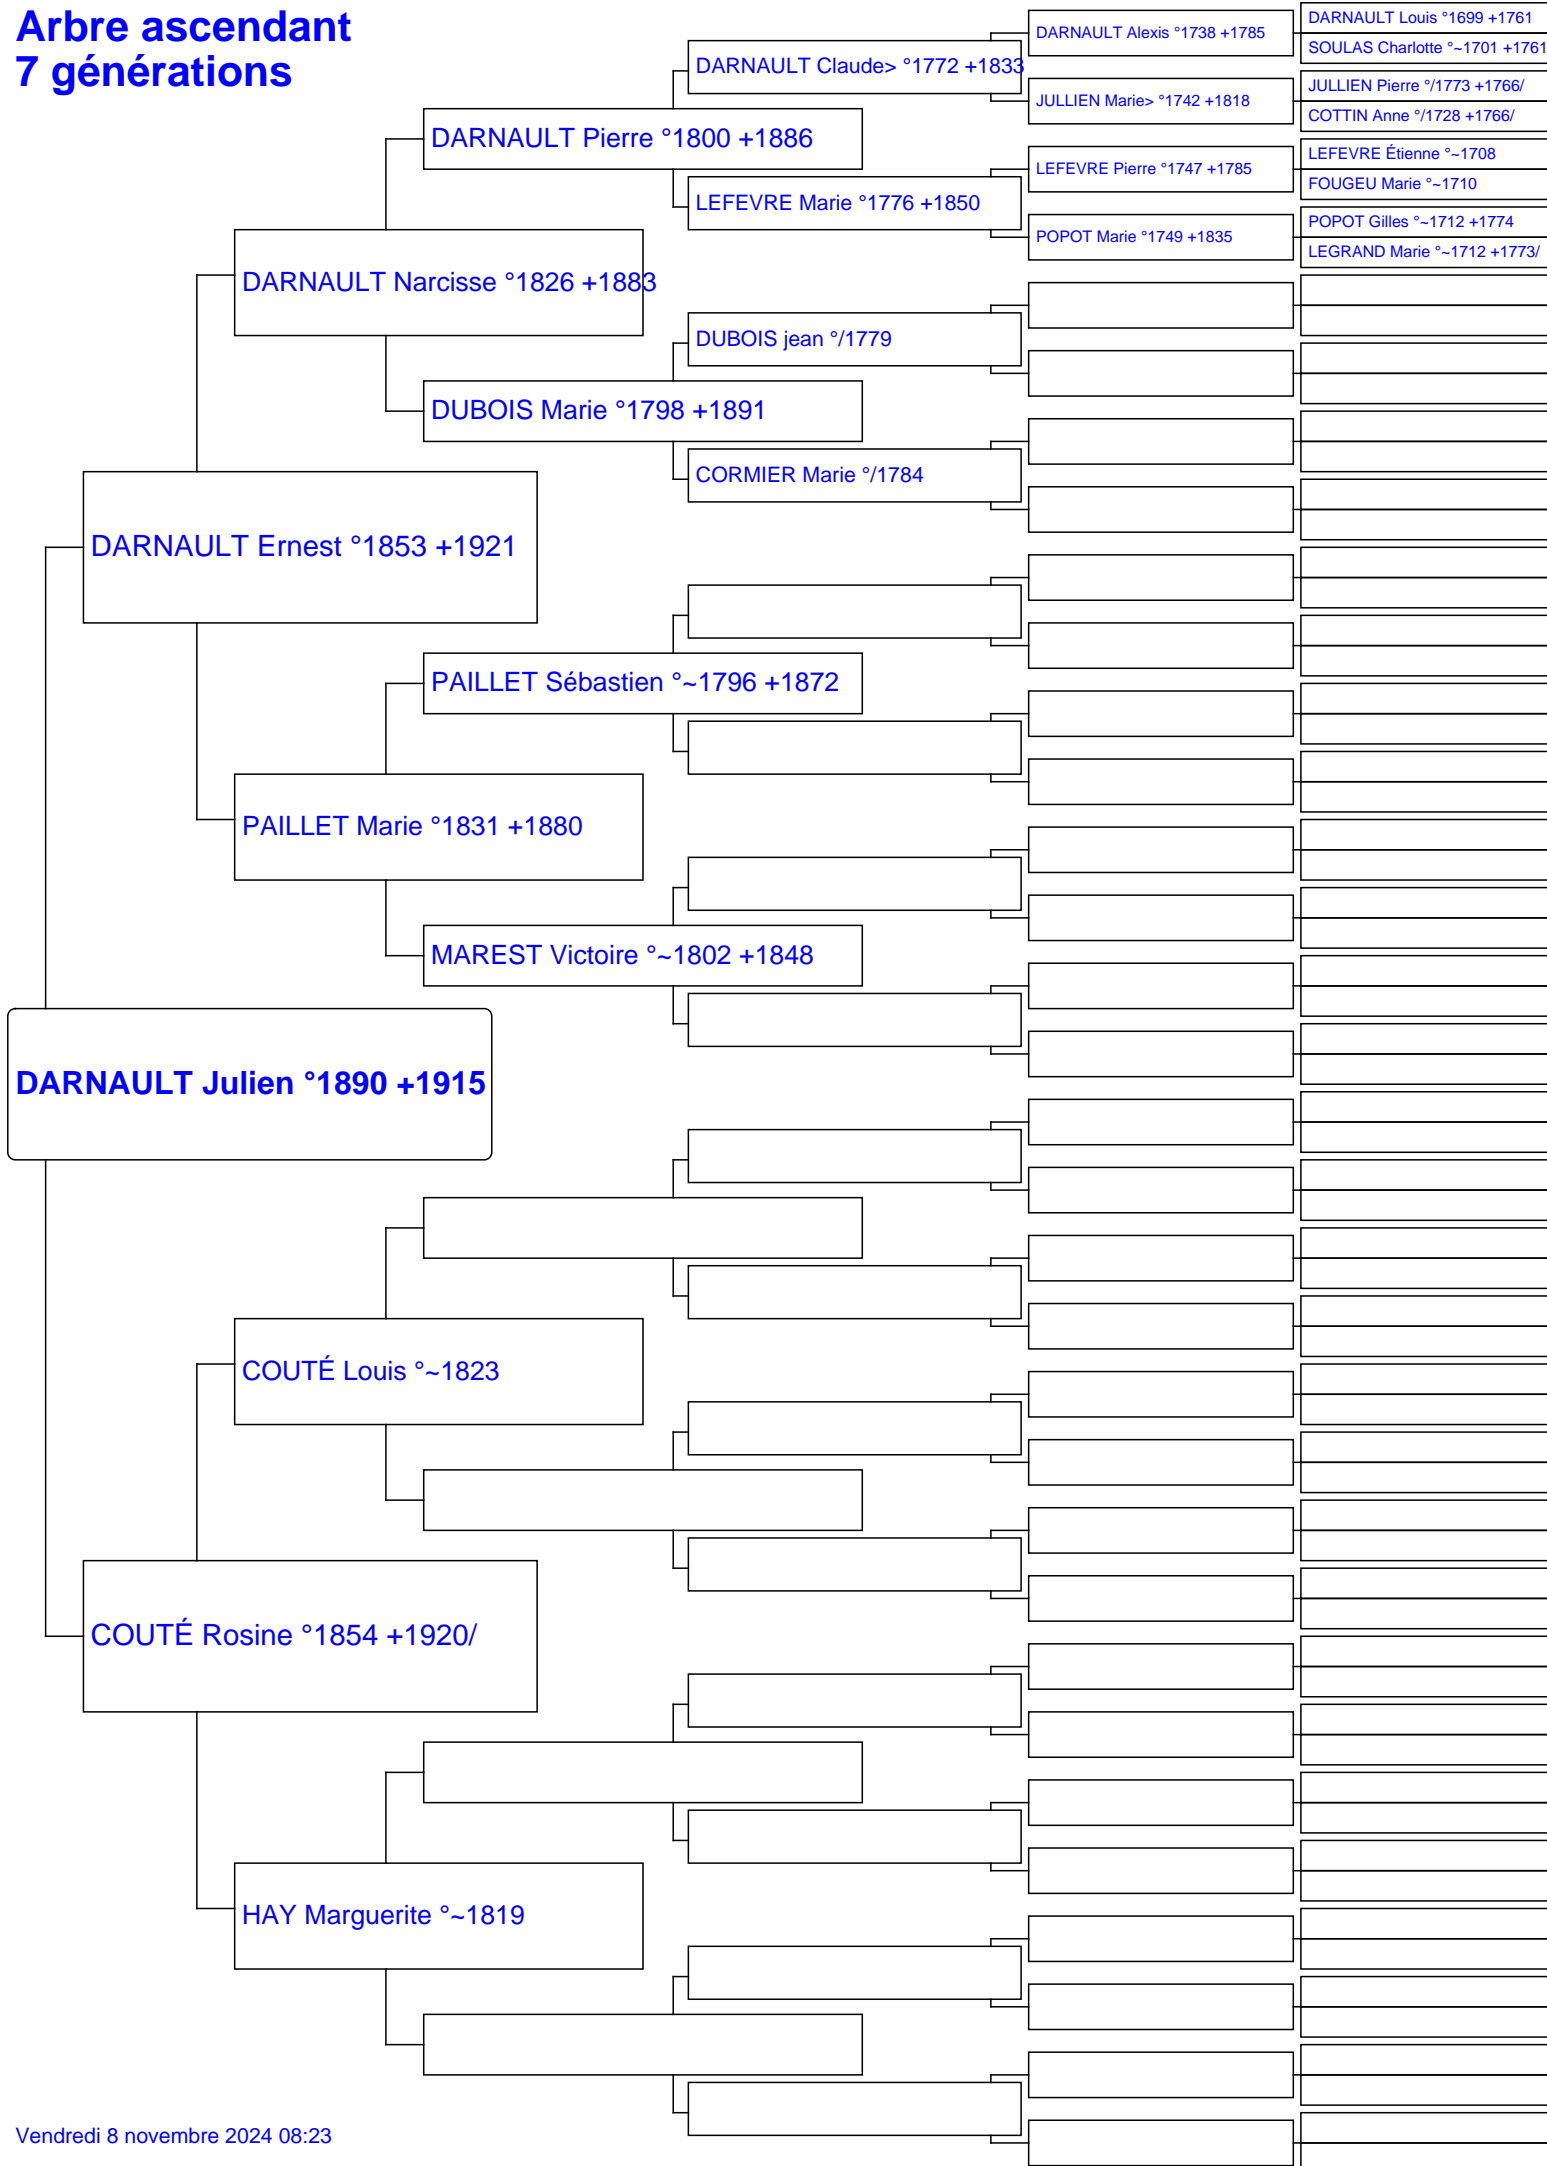 Arbre ascendant
7 générations
DARNAULT Julien °1890 +1915
DARNAULT Ernest °1853 +1921
COUTÉ Rosine °1854 +1920/
DARNAULT Narcisse °1826 +1883
PAILLET Marie °1831 +1880
COUTÉ Louis °~1823
HAY Marguerite °~1819
DARNAULT Pierre °1800 +1886
DUBOIS Marie °1798 +1891
PAILLET Sébastien °~1796 +1872
MAREST Victoire °~1802 +1848
DARNAULT Claude> °1772 +1833
LEFEVRE Marie °1776 +1850
DUBOIS jean °/1779
CORMIER Marie °/1784
DARNAULT Alexis °1738 +1785
JULLIEN Marie> °1742 +1818
LEFEVRE Pierre °1747 +1785
POPOT Marie °1749 +1835
DARNAULT Louis °1699 +1761
SOULAS Charlotte °~1701 +1761
JULLIEN Pierre °/1773 +1766/
COTTIN Anne °/1728 +1766/
LEFEVRE Étienne °~1708
FOUGEU Marie °~1710
POPOT Gilles °~1712 +1774
LEGRAND Marie °~1712 +1773/
Vendredi 8 novembre 2024 08:23